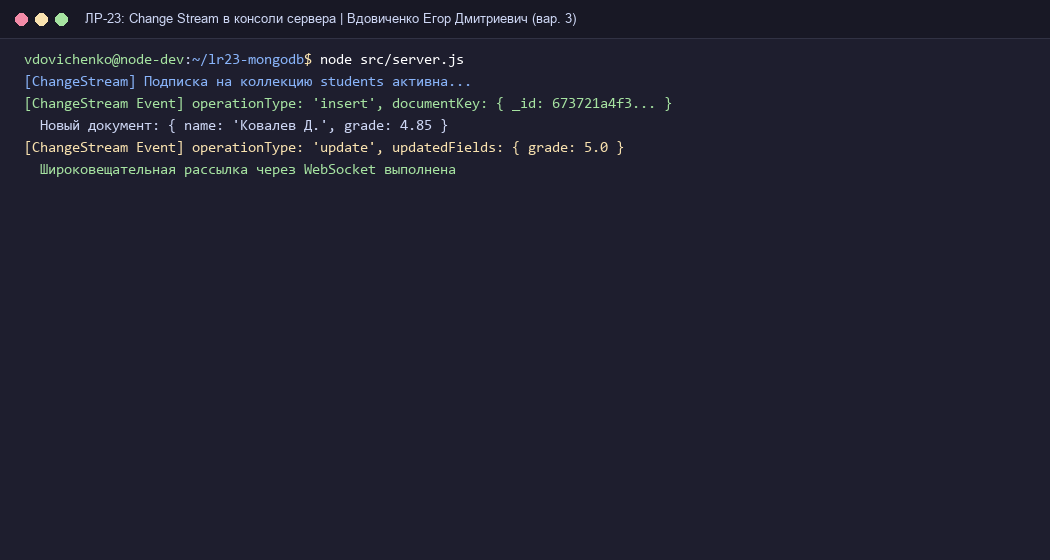 ЛР-23: Change Stream в консоли сервера | Вдовиченко Егор Дмитриевич (вар. 3)
vdovichenko@node-dev:~/lr23-mongodb$ node src/server.js
[ChangeStream] Подписка на коллекцию students активна...
[ChangeStream Event] operationType: 'insert', documentKey: { _id: 673721a4f3... }
Новый документ: { name: 'Ковалев Д.', grade: 4.85 }
[ChangeStream Event] operationType: 'update', updatedFields: { grade: 5.0 }
Широковещательная рассылка через WebSocket выполнена